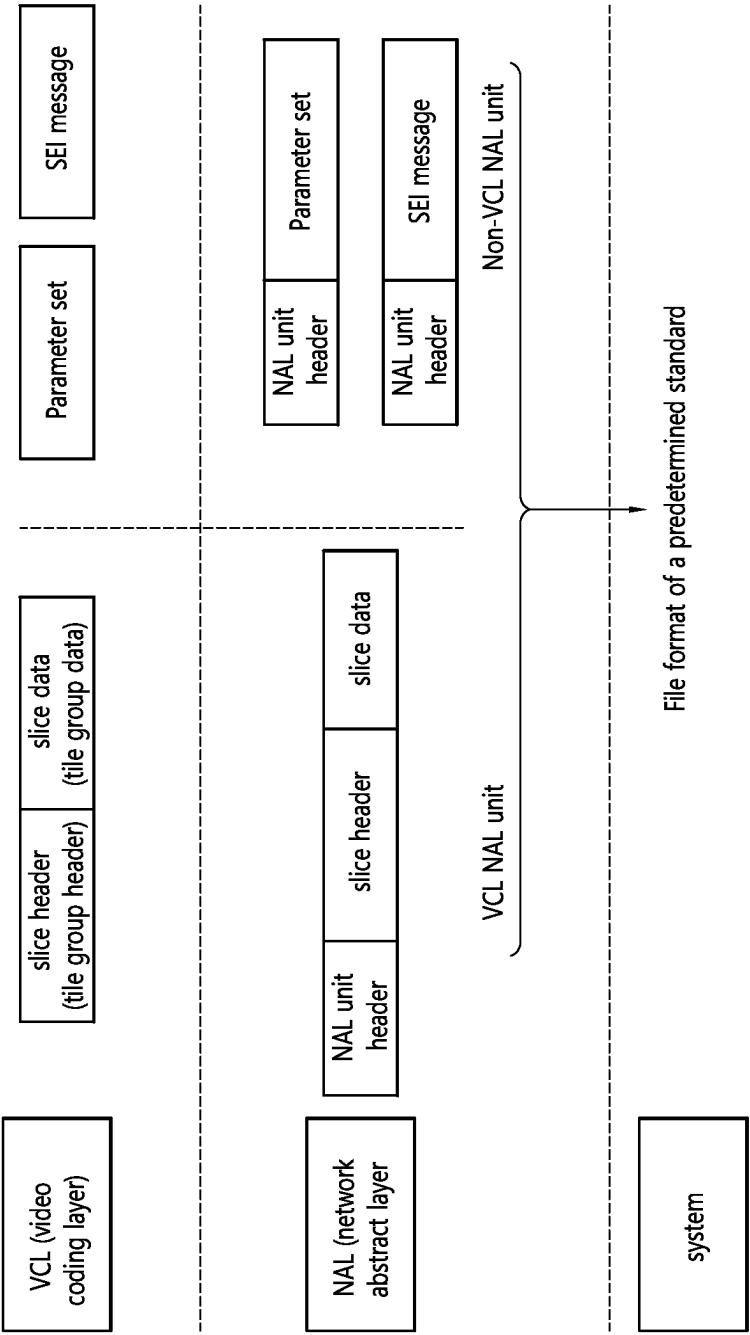 VCL (video
coding layer)
slice header
(tile group header)
slice data
(tile group data)
Parameter set
SEI message
NAL (network
abstract layer
NAL unit
header
slice header
slice data
NAL unit
header
Parameter set
NAL unit
header
SEI message
VCL NAL unit
Non-VCL NAL unit
system
File format of a predetermined standard